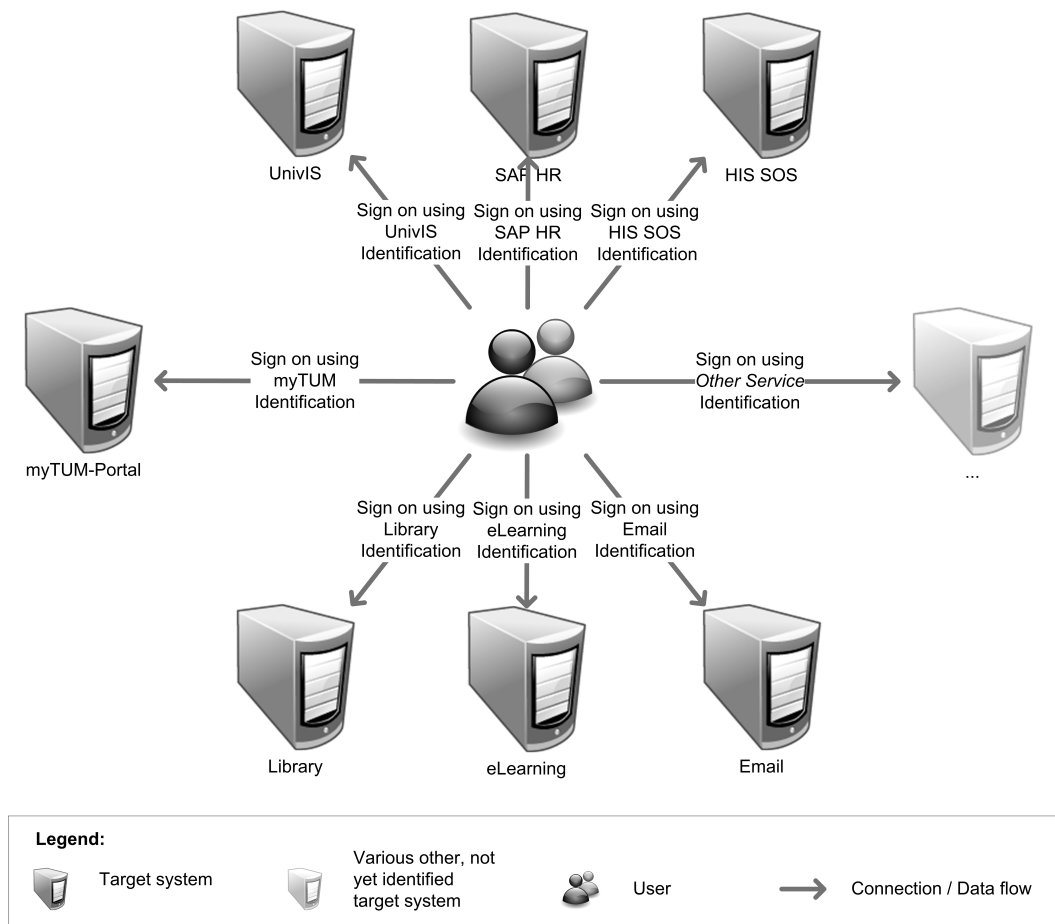 UnivIS
SAP HR
HIS SOS
Sign on using
UnivIS
Identification
Sign on using
SAP HR
Identification
Sign on using
HIS SOS
Identification
Sign on using
myTUM
Identification
Sign on using
Other Service
Identification
myTUM-Portal
...
Sign on using
Library
Identification
Sign on using
eLearning
Identification
Sign on using
Email
Identification
Library
eLearning
Email
Legend:
Target system
Various other, not
yet identified
target system
User
Connection / Data flow